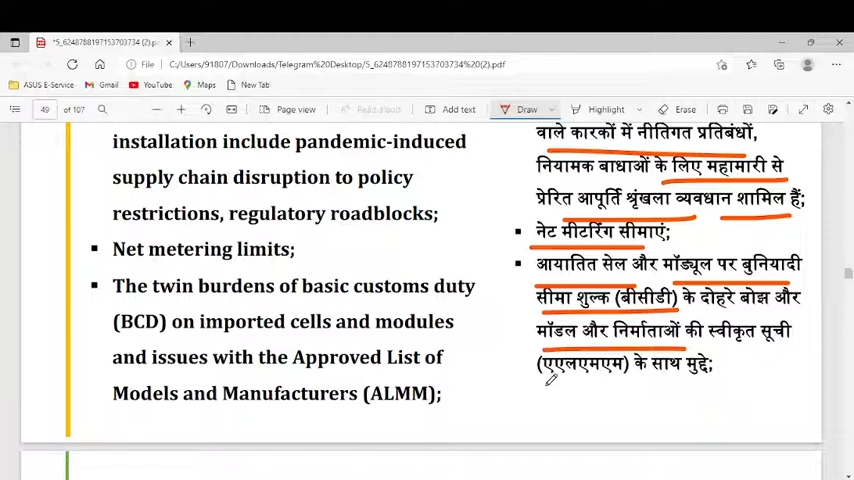 *5_6248788197153703734 (2).pdf
File
C:/Users/91807/Downloads/Telegram%20Desktop/5_6248788197153703734%20(2).pdf
ASUS E-Service
Gmail
YouTube
Maps
New Tab
49 of 107
Page view
Read aloud
Add text
Draw
Highlight
Erase
installation include pandemic-induced
supply chain disruption to policy
restrictions, regulatory roadblocks;
Net metering limits;
The twin burdens of basic customs duty
(BCD) on imported cells and modules
and issues with the Approved List of
Models and Manufacturers (ALMM);
वाले कारकों में नीतिगत प्रतिबंधों,
नियामक बाधाओं के लिए महामारी से
प्रेरित आपूर्ति श्रृंखला व्यवधान शामिल हैं;
नेट मीटरिंग सीमाएं;
आयातित सेल और मॉड्यूल पर बुनियादी
सीमा शुल्क (बीसीडी) के दोहरे बोझ और
मॉडल और निर्माताओं की स्वीकृत सूची
(एएलएमएम) के साथ मुद्दे;